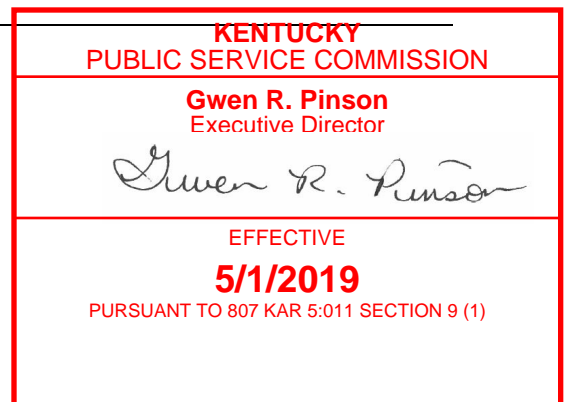 KENTUCKY
PUBLIC SERVICE COMMISSION
Gwen R. Pinson
Executive Director
Gwen R. Pinson
EFFECTIVE
5/1/2019
PURSUANT TO 807 KAR 5:011 SECTION 9 (1)